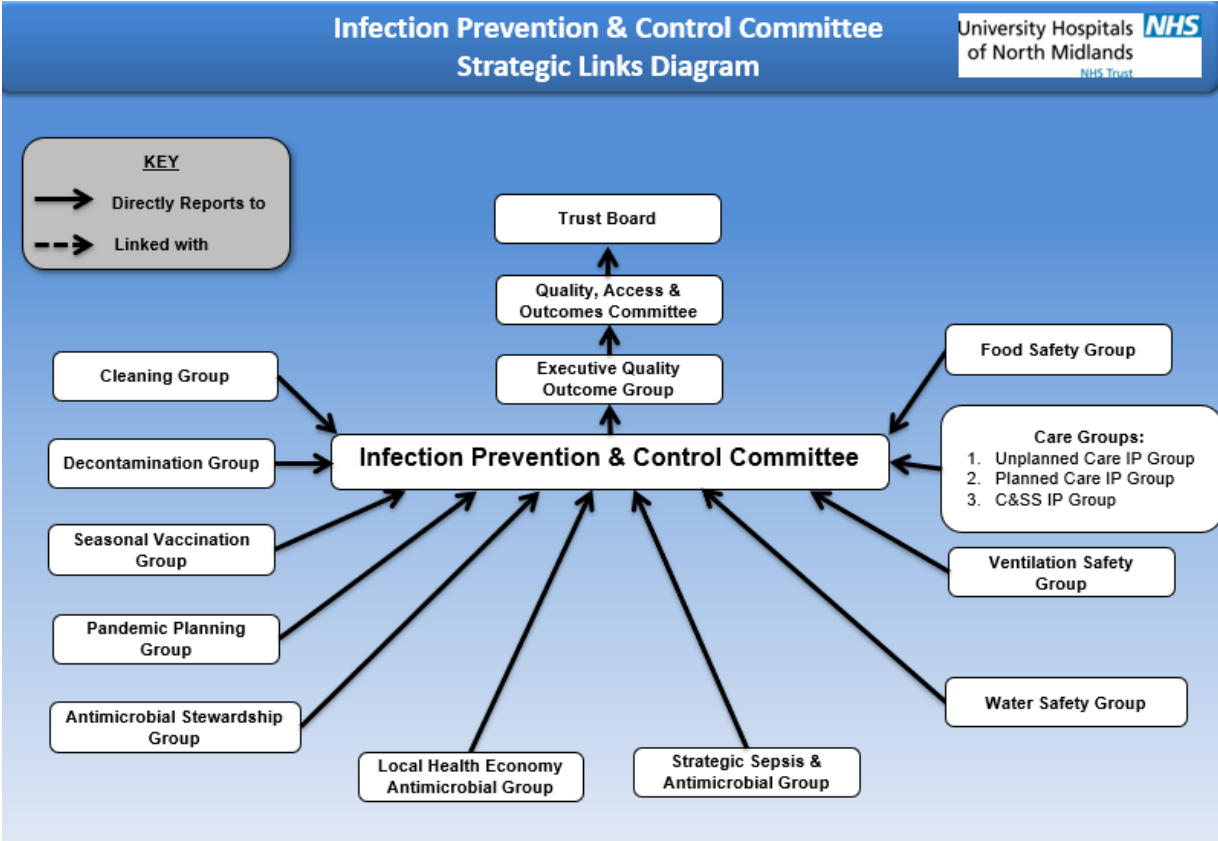 Infection Prevention & Control Committee
Strategic Links Diagram
University Hospitals NHS
of North Midlands
NHS Trust
KEY
Directly Reports to
Linked with
Trust Board
Quality, Access &
Outcomes Committee
Executive Quality
Outcome Group
Infection Prevention & Control Committee
Cleaning Group
Decontamination Group
Seasonal Vaccination
Group
Pandemic Planning
Group
Antimicrobial Stewardship
Group
Local Health Economy
Antimicrobial Group
Strategic Sepsis &
Antimicrobial Group
Food Safety Group
Care Groups:
1. Unplanned Care IP Group
2. Planned Care IP Group
3. C&SS IP Group
Ventilation Safety
Group
Water Safety Group